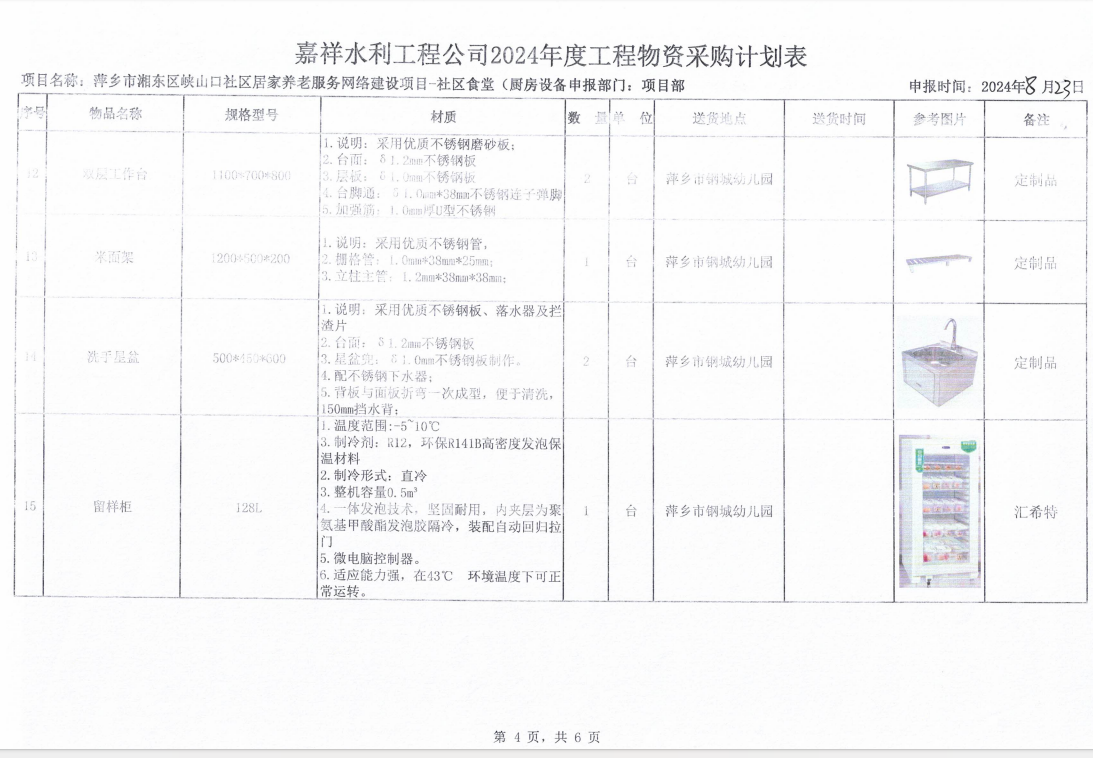 嘉祥水利工程公司2024年度工程物资采购计划表
项目名称：萍乡市湘东区峡山口社区居家养老服务网络建设项目-社区食堂（厨房设备申报部门：项目部
申报时间：2024年8月23日
序号 物品名称 规格型号 材质 数 量 单 位 送货地点 送货时间 参考图片 备注
12 双层工作台 1400*700*800
1.说明：采用优质不锈钢磨砂板；
2.台面：δ1.2mm不锈钢板
3.层板：δ1.0mm不锈钢板
4.台脚通：δ1.0mm*38mm不锈钢连子弹脚
5.加强筋：1.0mm厚U型不锈钢
2 台 萍乡市钢城幼儿园 定制品
13 米面架 1200*500*200
1.说明：采用优质不锈钢管，
2.栅格管：1.0mm*38mm*25mm；
3.立柱主管：1.2mm*38mm*38mm；
1 台 萍乡市钢城幼儿园 定制品
14 洗手星盆 500*450*500
1.说明：采用优质不锈钢板、落水器及拦
渣片
2.台面：δ1.2mm不锈钢板
3.星盆兜：δ1.0mm不锈钢板制作。
4.配不锈钢下水器；
5.背板与面板折弯一次成型，便于清洗，
150mm挡水背；
2 台 萍乡市钢城幼儿园 定制品
15 留样柜 128L
1.温度范围:-5~10℃
3.制冷剂：R12，环保R141B高密度发泡保
温材料
2.制冷形式：直冷
3.整机容量0.5m³
4.一体发泡技术，坚固耐用，内夹层为聚
氨基甲酸酯发泡胶隔冷，装配自动回归拉
门
5.微电脑控制器。
6.适应能力强，在43℃ 环境温度下可正
常运转。
1 台 萍乡市钢城幼儿园 汇希特
第 4 页，共 6 页